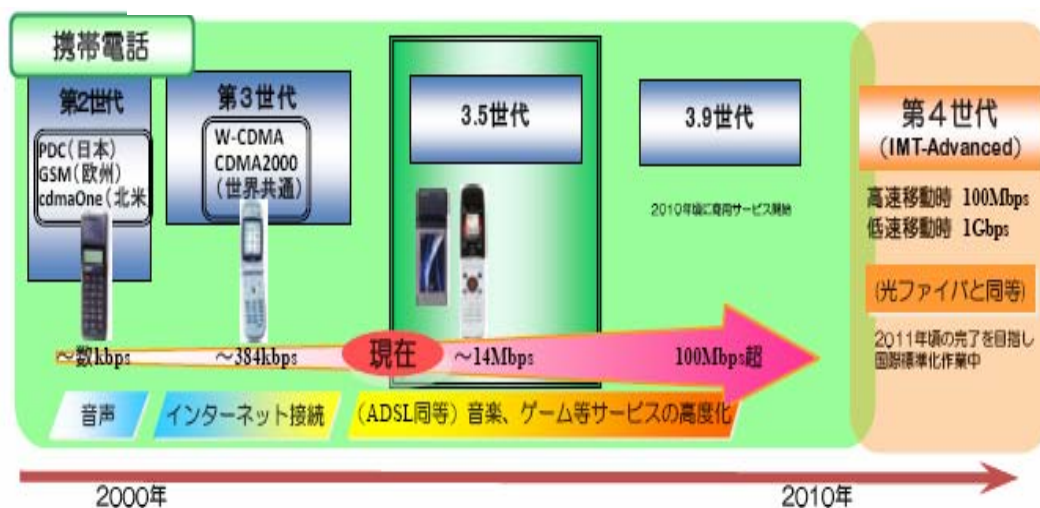 携帯電話
第2世代
PDC(日本)
GSM(欧州)
cdmaOne(北米
第3世代
W-CDMA
CDMA2000
(世界共通)
3.5世代
3.9世代
2010年頃に商用サービス開始
第4世代
(IMT-Advanced)
高速移動時 100Mbps
低速移動時 1Gbps
(光ファイバと同等)
2011年頃の完了を目指し
国際標準化作業中
～数kbps
～384kbps
現在
～14Mbps
100Mbps超
音声
インターネット接続
(ADSL同等)音楽、ゲーム等サービスの高度化
2000年
2010年